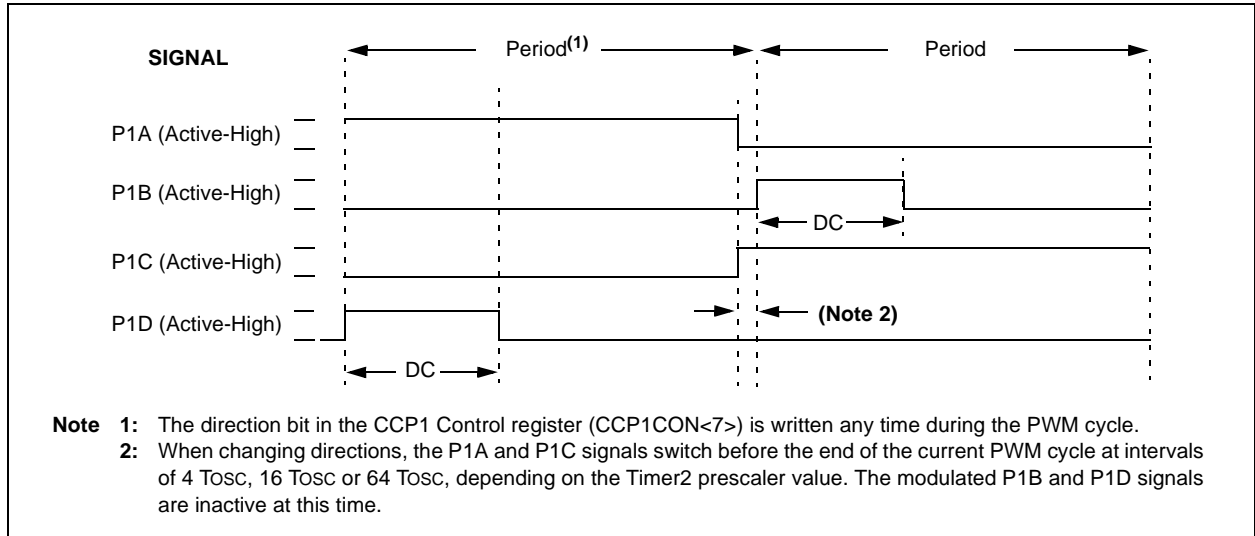 SIGNAL
Period(1)
Period
P1A (Active-High)
P1B (Active-High)
DC
P1C (Active-High)
P1D (Active-High)
(Note 2)
DC
Note 1: The direction bit in the CCP1 Control register (CCP1CON<7>) is written any time during the PWM cycle.
2: When changing directions, the P1A and P1C signals switch before the end of the current PWM cycle at intervals
of 4 TOSC, 16 TOSC or 64 TOSC, depending on the Timer2 prescaler value. The modulated P1B and P1D signals
are inactive at this time.